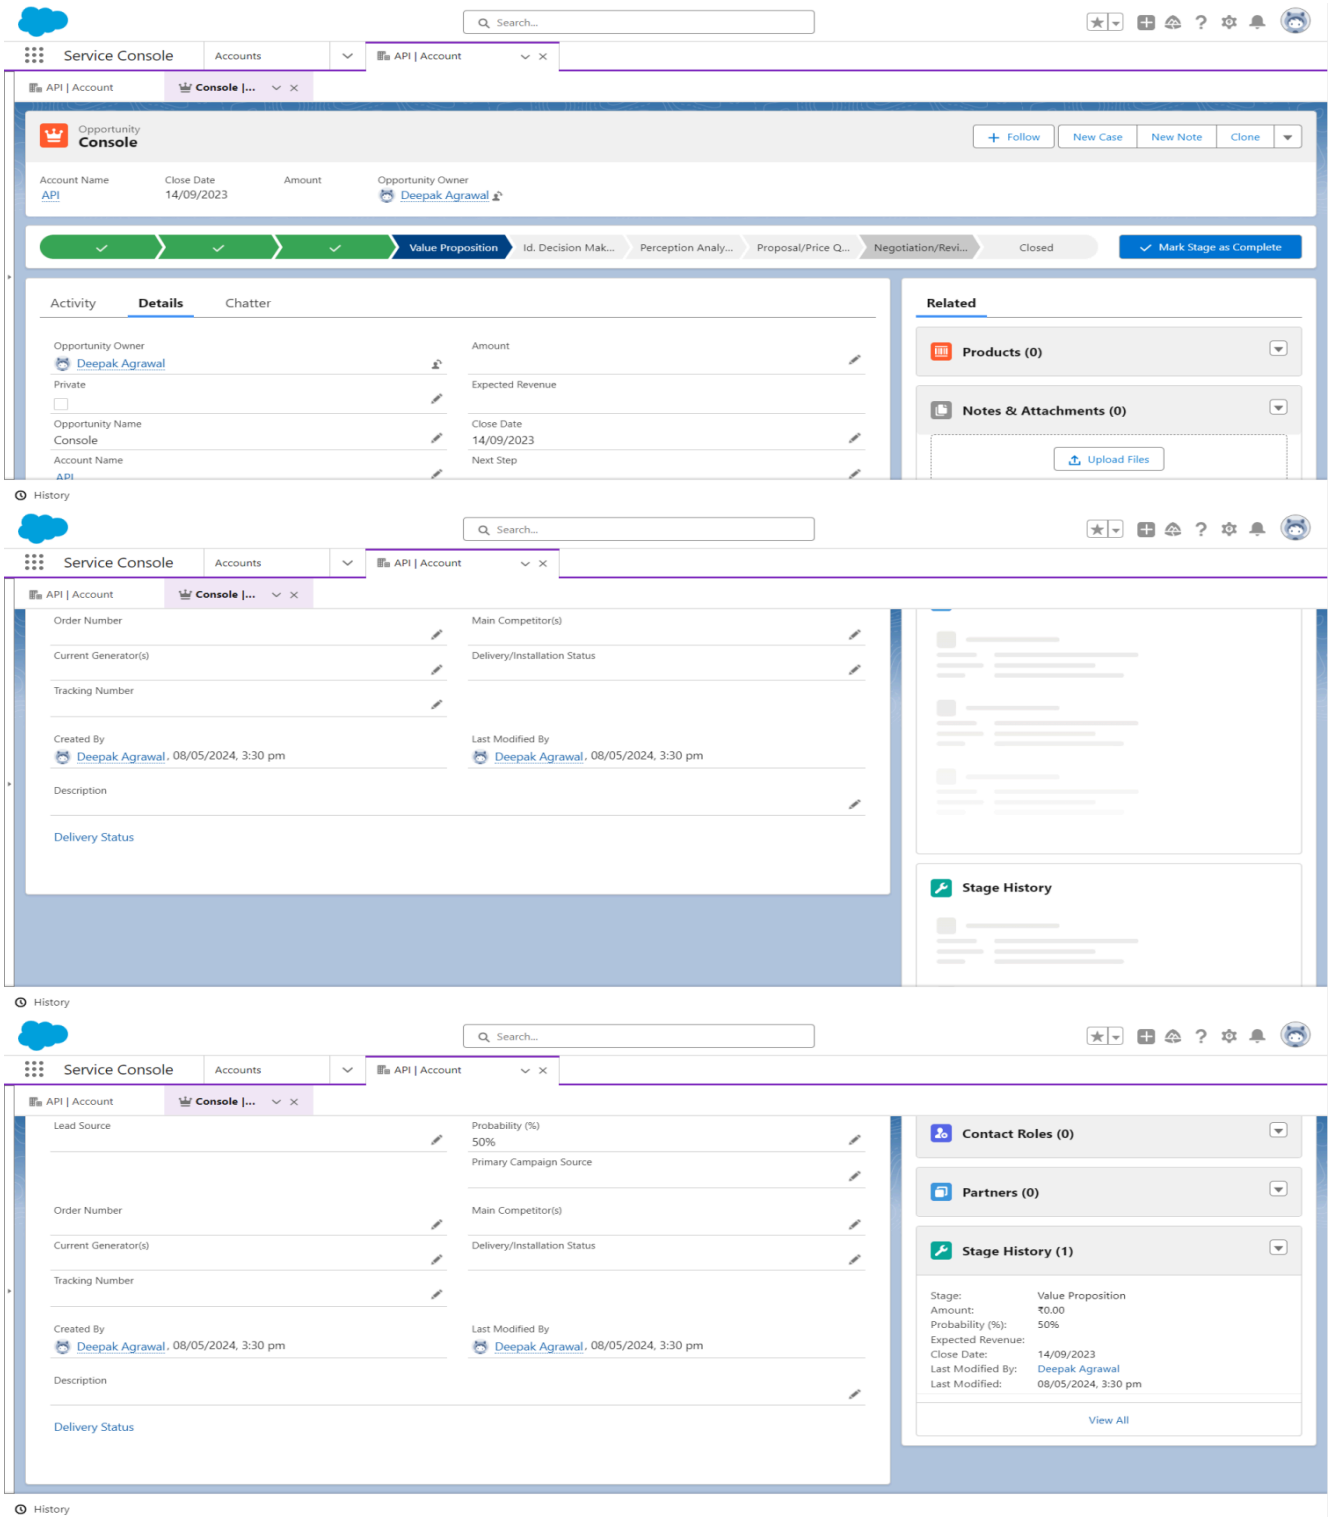 Search...
Service Console
Accounts
API | Account
API | Account
Console |...
Opportunity
Console
Follow
New Case
New Note
Clone
Account Name
Close Date
Amount
Opportunity Owner
API
14/09/2023
Deepak Agrawal
Value Proposition
Id. Decision Mak...
Perception Analy...
Proposal/Price Q...
Negotiation/Revi...
Closed
Mark Stage as Complete
Activity
Details
Chatter
Related
Opportunity Owner
Deepak Agrawal
Amount
Private
Expected Revenue
Opportunity Name
Console
Close Date
14/09/2023
Account Name
API
Next Step
Products (0)
Notes & Attachments (0)
Upload Files
History
Search...
Service Console
Accounts
API | Account
API | Account
Console |...
Order Number
Main Competitor(s)
Current Generator(s)
Delivery/Installation Status
Tracking Number
Created By
Deepak Agrawal, 08/05/2024, 3:30 pm
Last Modified By
Deepak Agrawal, 08/05/2024, 3:30 pm
Description
Delivery Status
Stage History
History
Search...
Service Console
Accounts
API | Account
API | Account
Console |...
Lead Source
Probability (%)
50%
Primary Campaign Source
Order Number
Main Competitor(s)
Current Generator(s)
Delivery/Installation Status
Tracking Number
Created By
Deepak Agrawal, 08/05/2024, 3:30 pm
Last Modified By
Deepak Agrawal, 08/05/2024, 3:30 pm
Description
Delivery Status
Contact Roles (0)
Partners (0)
Stage History (1)
Stage: Value Proposition
Amount: ₹0.00
Probability (%): 50%
Expected Revenue:
Close Date: 14/09/2023
Last Modified By: Deepak Agrawal
Last Modified: 08/05/2024, 3:30 pm
View All
History